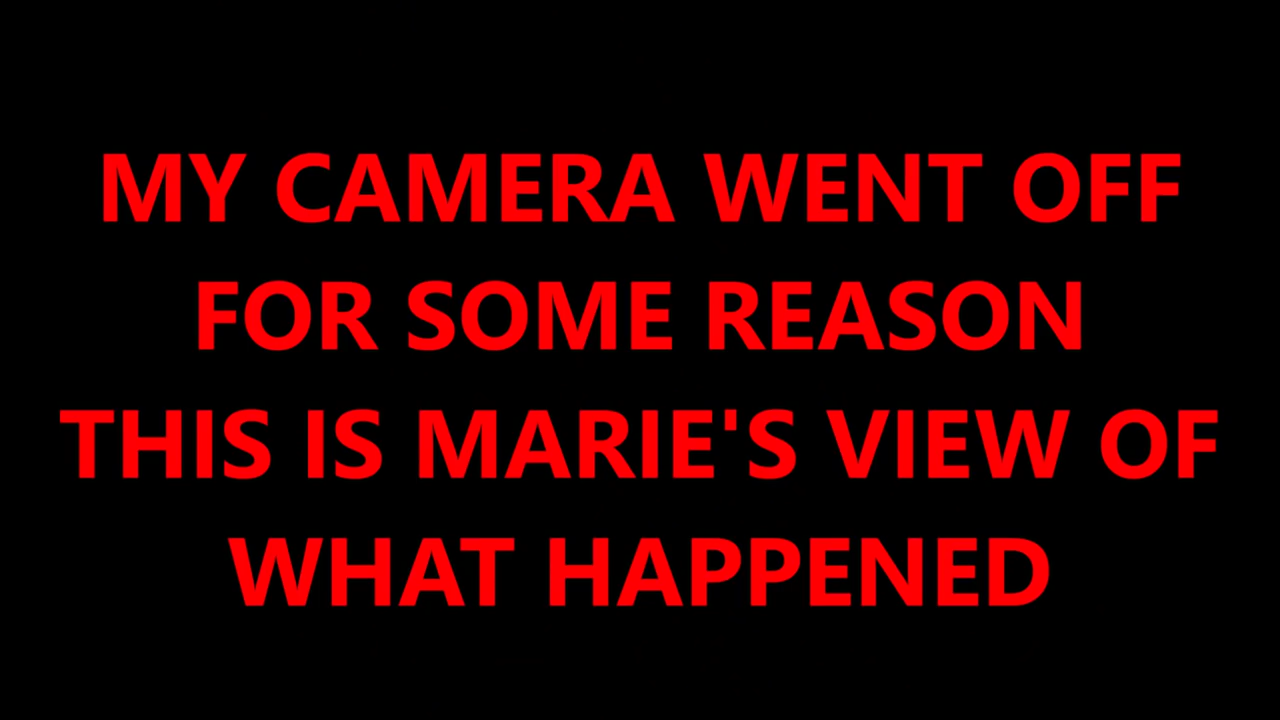 MY CAMERA WENT OFF
FOR SOME REASON
THIS IS MARIE'S VIEW OF
WHAT HAPPENED